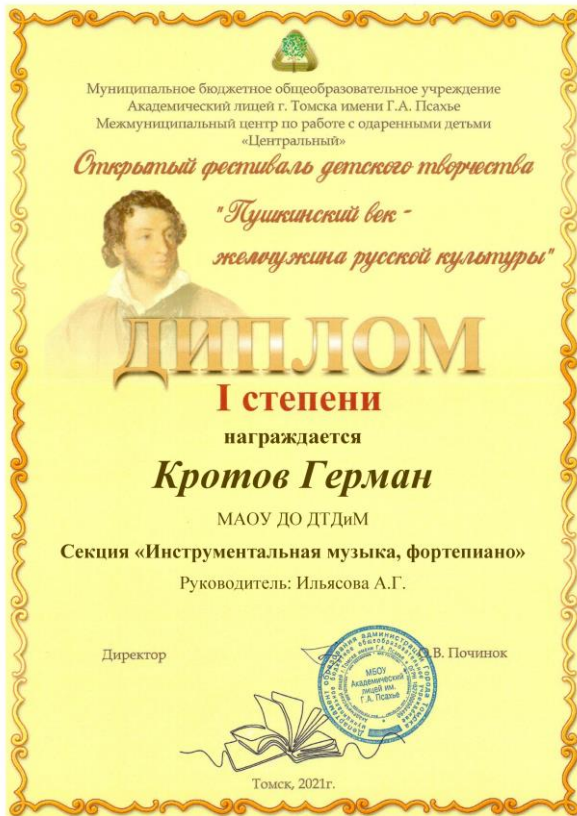 Муниципальное бюджетное общеобразовательное учреждение
Академический лицей г. Томска имени Г.А. Псахье
Межмуниципальный центр по работе с одаренными детьми
«Центральный»
Открытый фестиваль детского творчества
"Пушкинский век -
жемчужина русской культуры"
ДИПЛОМ
I степени
награждается
Кротов Герман
МАОУ ДО ДТДиМ
Секция «Инструментальная музыка, фортепиано»
Руководитель: Ильясова А.Г.
Директор
О.В. Починок
МБОУ
Академический
лицей им.
Г.А. Псахье
Томск, 2021г.